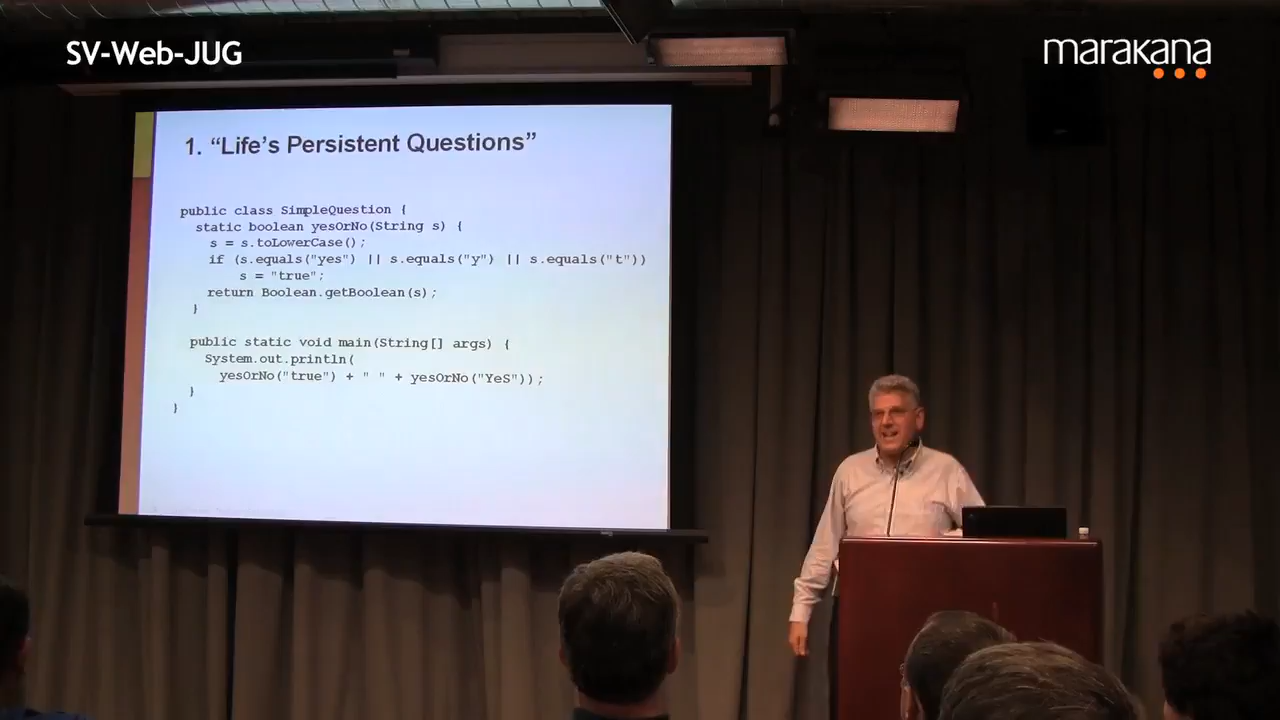 SV-Web-JUG
marakana
1. “Life’s Persistent Questions”
public class SimpleQuestion {
static boolean yesOrNo(String s) {
s = s.toLowerCase();
if (s.equals("yes") || s.equals("y") || s.equals("t"))
s = "true";
return Boolean.getBoolean(s);
}
public static void main(String[] args) {
System.out.println(
yesOrNo("true") + " " + yesOrNo("YeS"));
}
}